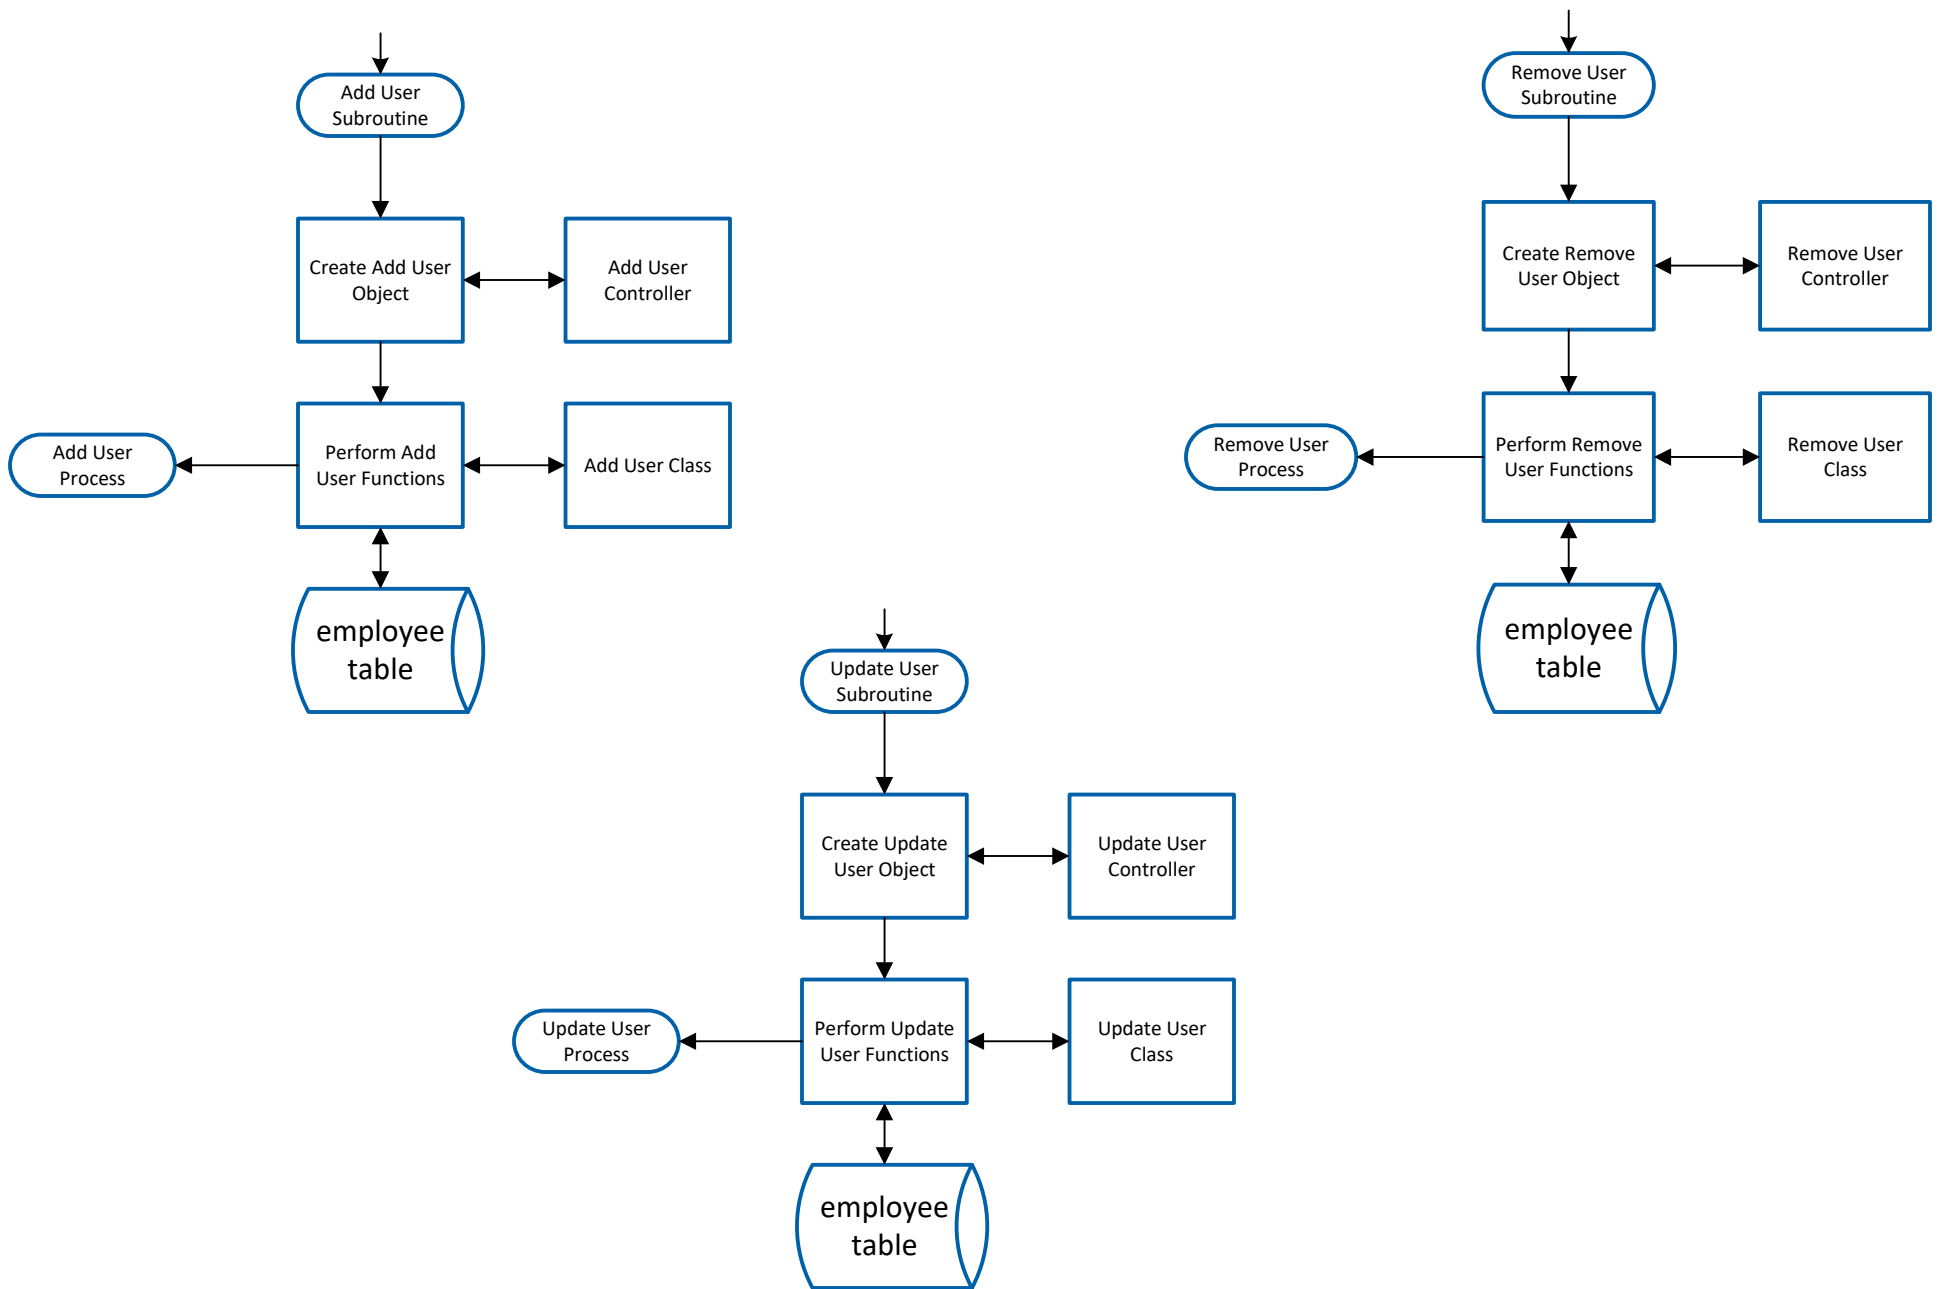 Add User
Subroutine
Create Add User
Object
Add User
Controller
Add User
Process
Perform Add
User Functions
Add User Class
employee
table
Remove User
Subroutine
Create Remove
User Object
Remove User
Controller
Remove User
Process
Perform Remove
User Functions
Remove User
Class
employee
table
Update User
Subroutine
Create Update
User Object
Update User
Controller
Update User
Process
Perform Update
User Functions
Update User
Class
employee
table